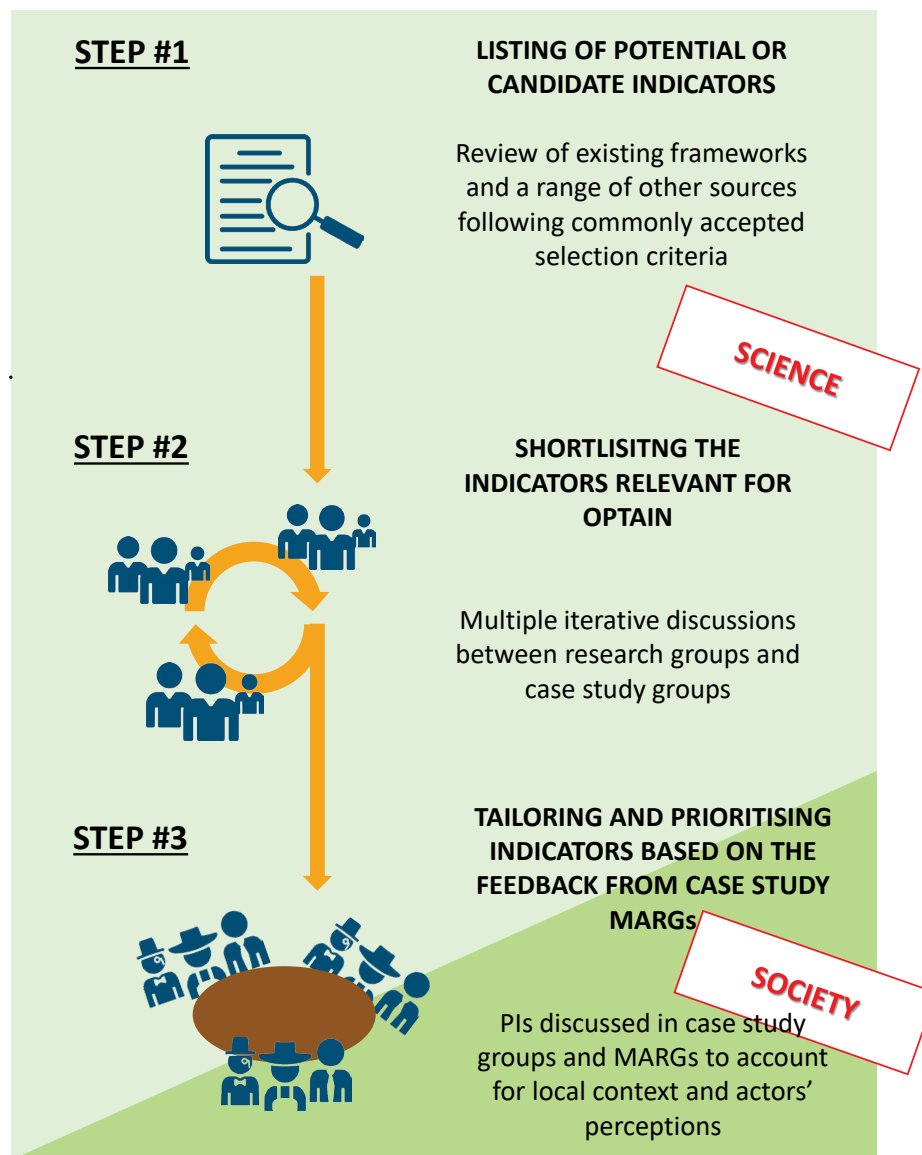 STEP #1
LISTING OF POTENTIAL OR
CANDIDATE INDICATORS
Review of existing frameworks
and a range of other sources
following commonly accepted
selection criteria
SCIENCE
STEP #2
SHORTLISITNG THE
INDICATORS RELEVANT FOR
OPTAIN
Multiple iterative discussions
between research groups and
case study groups
STEP #3
TAILORING AND PRIORITISING
INDICATORS BASED ON THE
FEEDBACK FROM CASE STUDY
MARGs
SOCIETY
PIs discussed in case study
groups and MARGs to account
for local context and actors’
perceptions